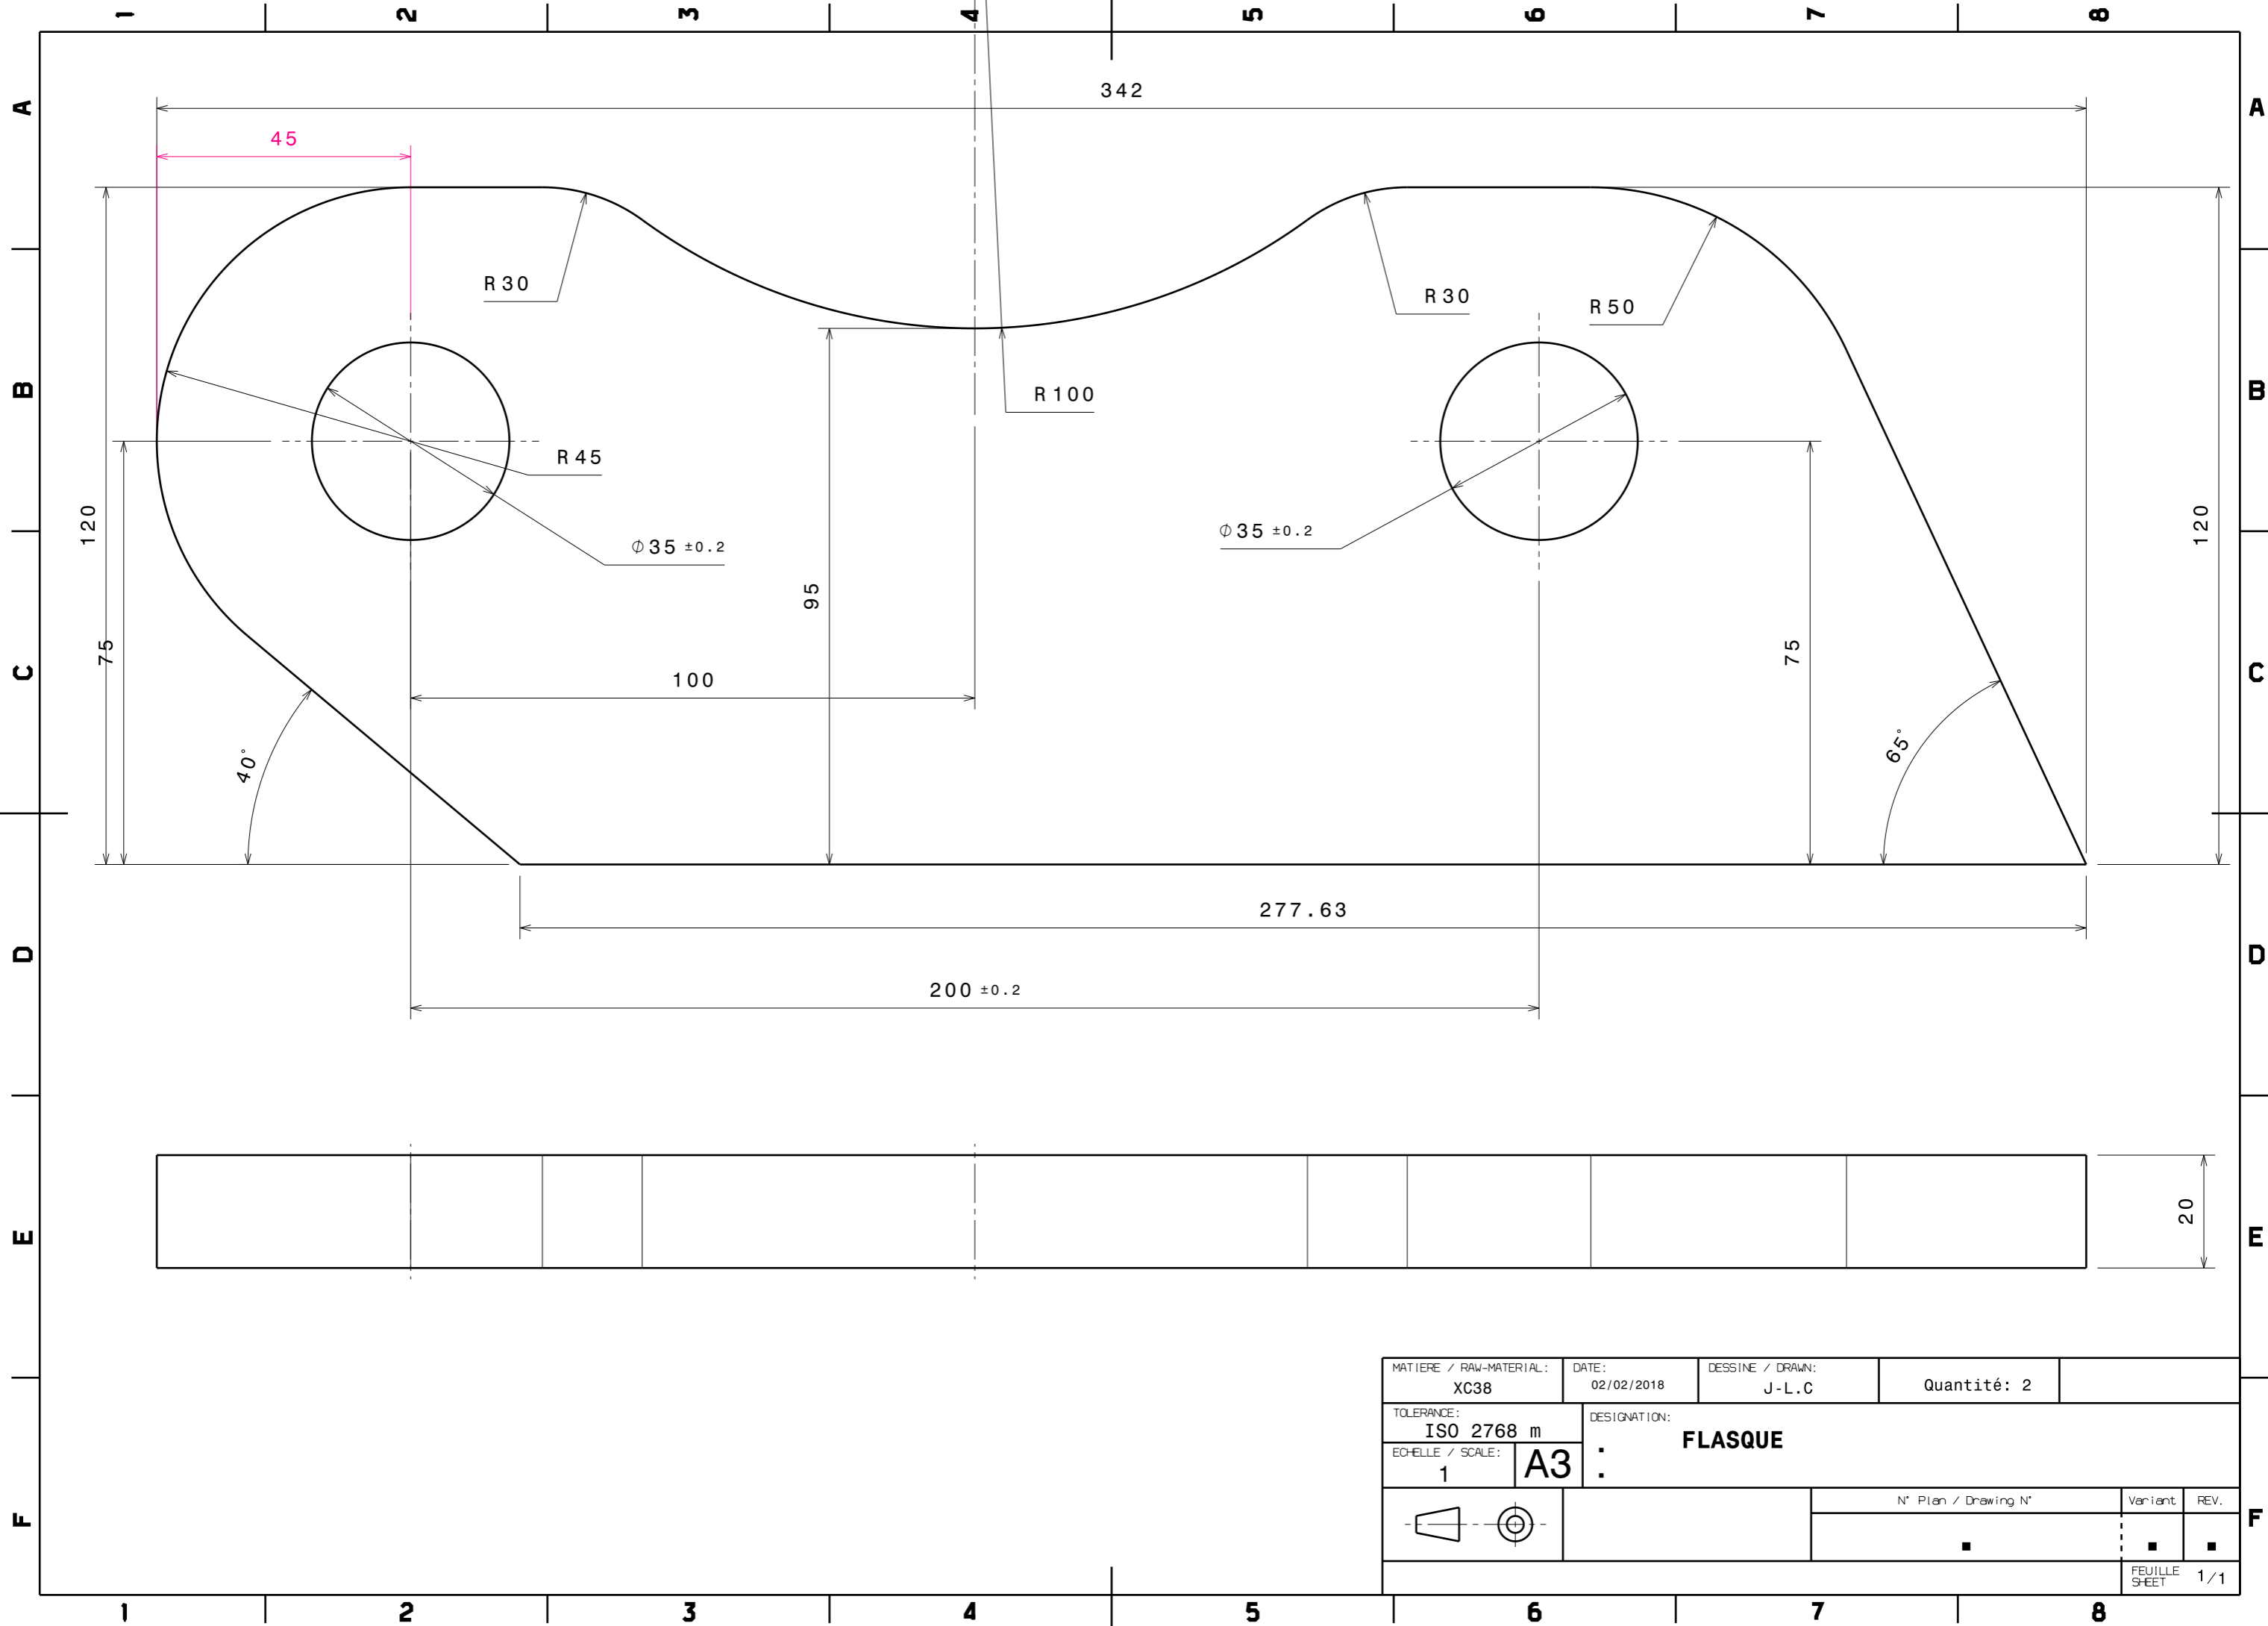 1 2 3 4 5 6 7 8
A A
342
45
R30
R30
R50
B B
R100
R45
120
120
Ø35 ±0.2
Ø35 ±0.2
95
75
75
C C
100
40°
65°
277.63
D D
200 ±0.2
20
E E
MATIERE / RAW-MATERIAL:
XC38
DATE:
02/02/2018
DESSINE / DRAWN:
J-L.C
Quantité: 2
TOLERANCE:
ISO 2768 m
DESIGNATION:
FLASQUE
:
:
ECHELLE / SCALE:
1
A3
N° Plan / Drawing N°
Variant
REV.
F F
FEUILLE
SHEET
1/1
1 2 3 4 5 6 7 8